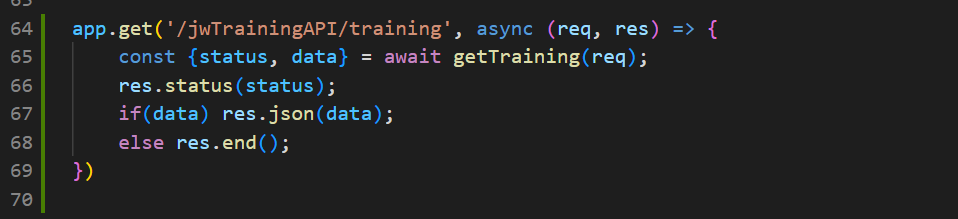 64 app.get('/jwTrainingAPI/training', async (req, res) => {
65 const {status, data} = await getTraining(req);
66 res.status(status);
67 if(data) res.json(data);
68 else res.end();
69 })
70